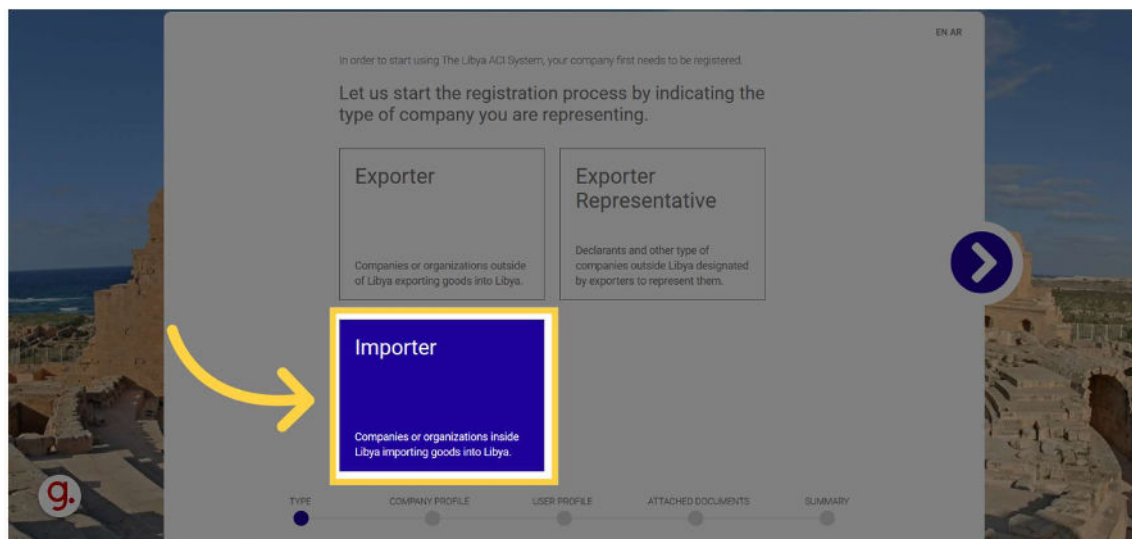 EN AR
In order to start using The Libya ACI System, your company first needs to be registered.
Let us start the registration process by indicating the
type of company you are representing.
Exporter
Companies or organizations outside
of Libya exporting goods into Libya.
Exporter
Representative
Declarants and other type of
companies outside Libya designated
by exporters to represent them.
Importer
Companies or organizations inside
Libya importing goods into Libya.
g.
TYPE
COMPANY PROFILE
USER PROFILE
ATTACHED DOCUMENTS
SUMMARY